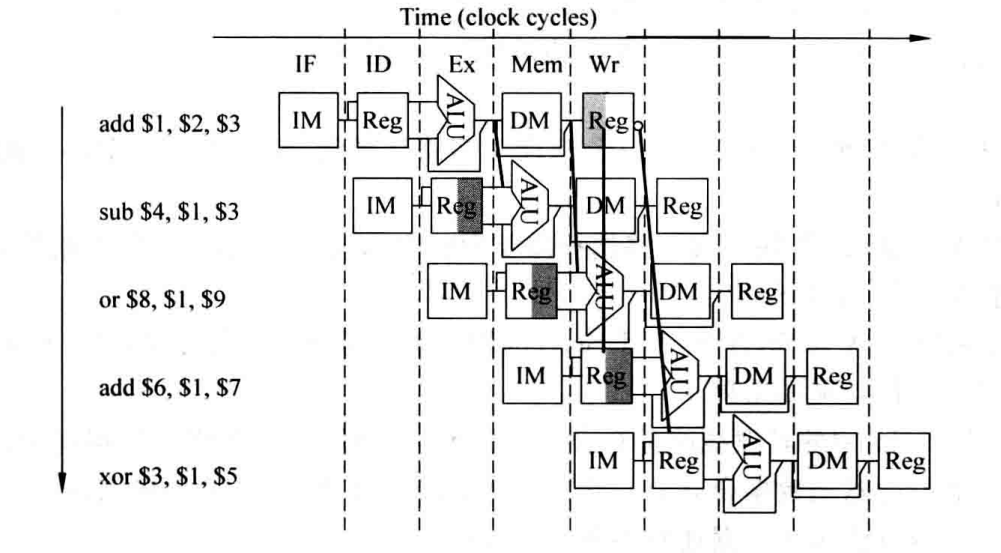 Time (clock cycles)
IF ID Ex Mem Wr
add $1, $2, $3 IM Reg ALU DM Reg
sub $4, $1, $3 IM Reg ALU DM Reg
or $8, $1, $9 IM Reg ALU DM Reg
add $6, $1, $7 IM Reg ALU DM Reg
xor $3, $1, $5 IM Reg ALU DM Reg